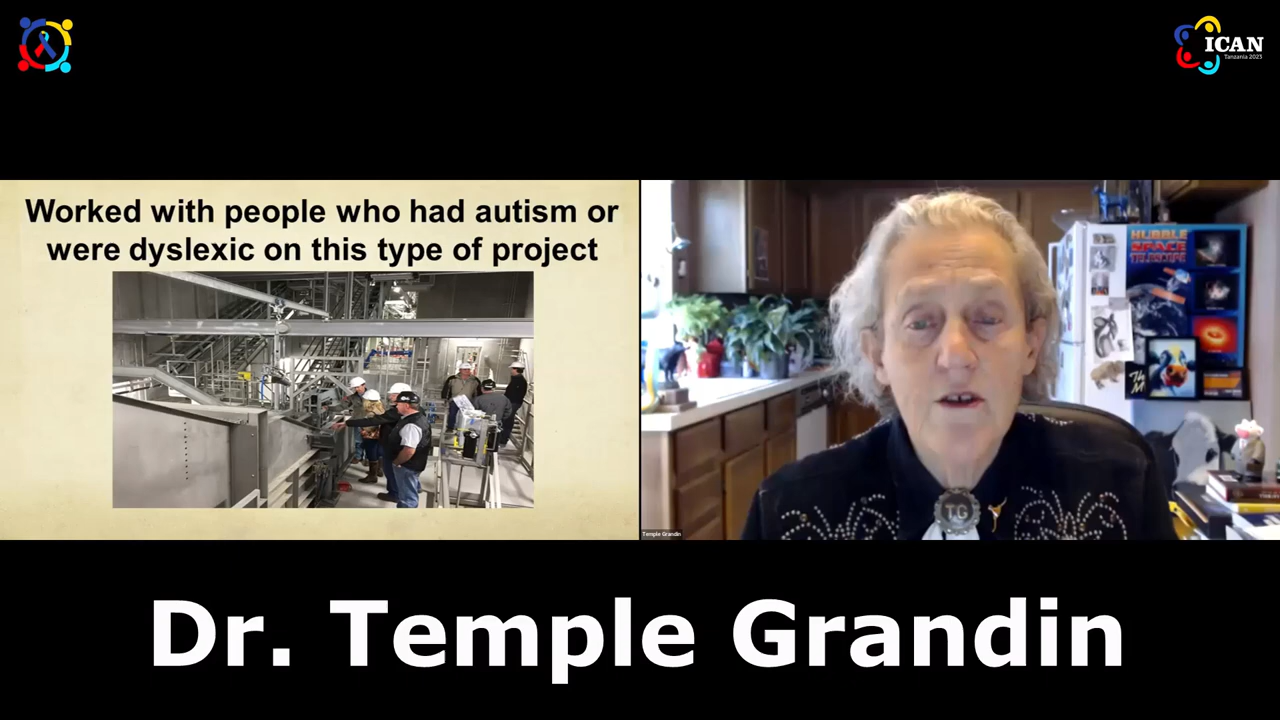 ICAN
Tanzania 2023
Worked with people who had autism or
were dyslexic on this type of project
HUBBLE
SPACE
TELESCOPE
TG
Temple Grandin
Dr. Temple Grandin